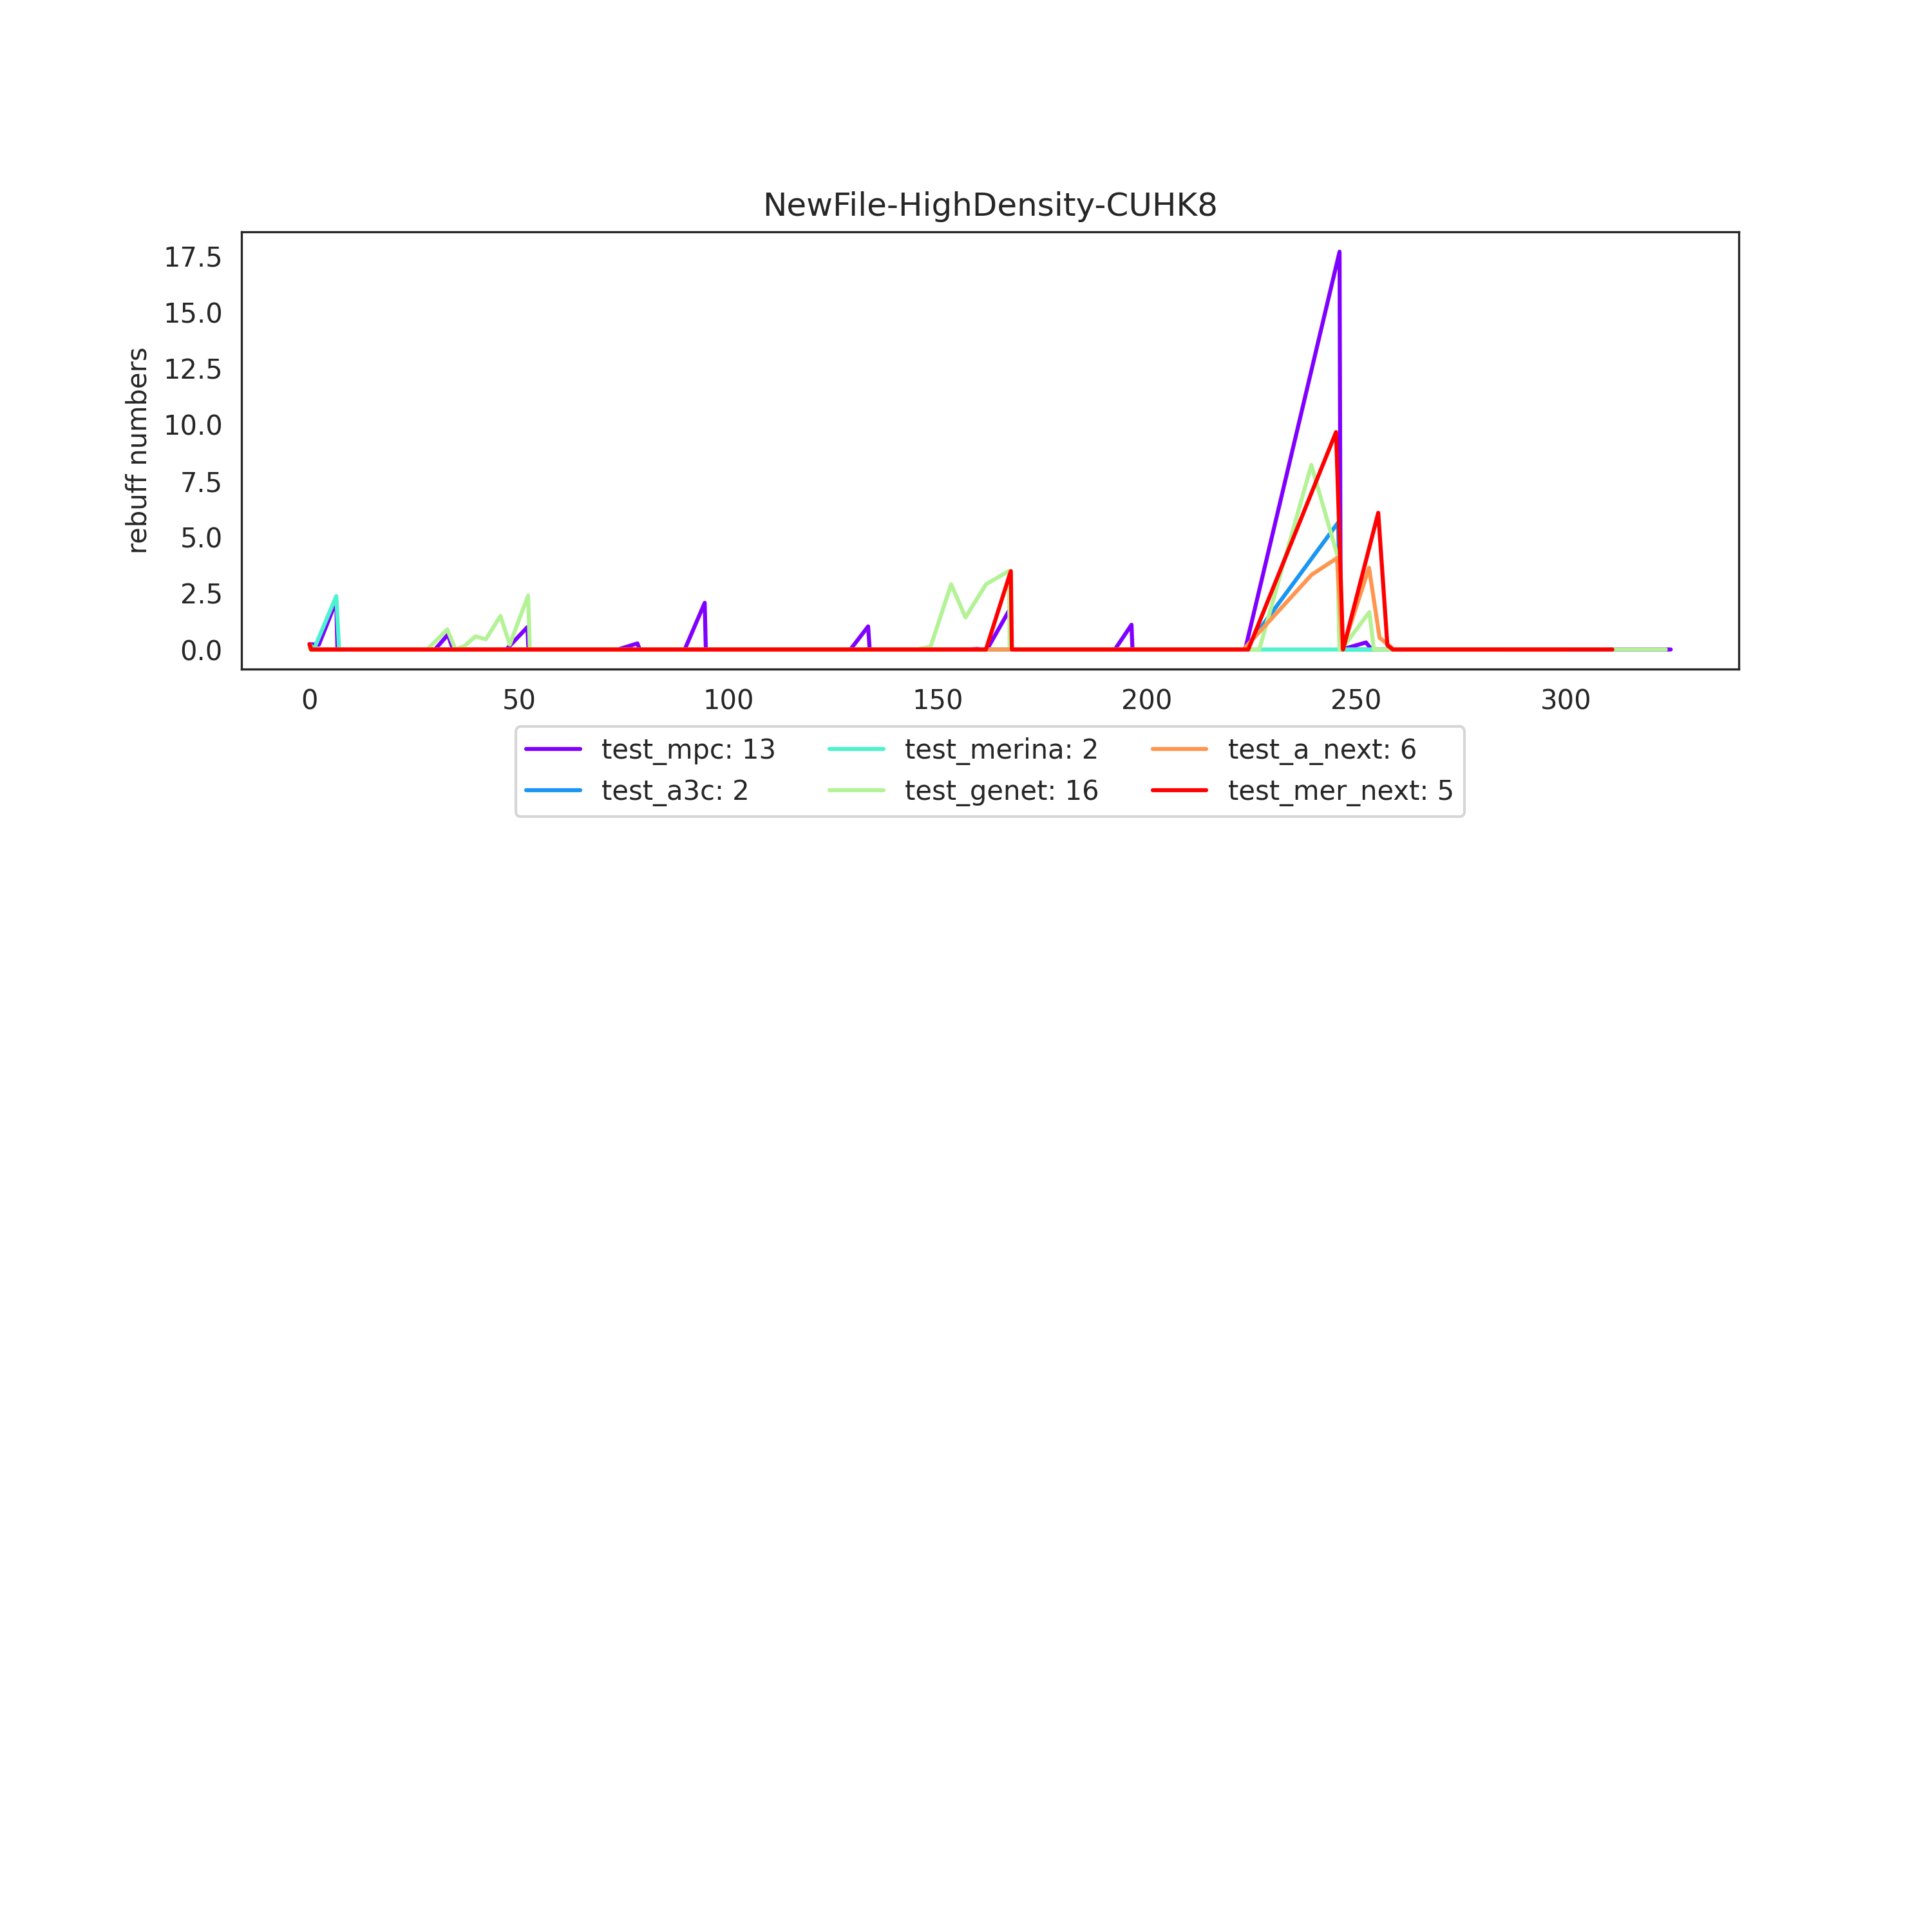 NewFile-HighDensity-CUHK8
rebuff numbers
17.5
15.0
12.5
10.0
7.5
5.0
2.5
0.0
0 50 100 150 200 250 300
test_mpc: 13 test_merina: 2 test_a_next: 6
test_a3c: 2 test_genet: 16 test_mer_next: 5